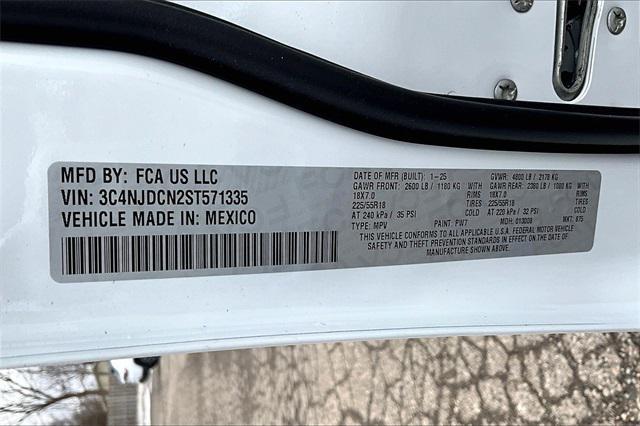 MFD BY: FCA US LLC
VIN: 3C4NJDCN2ST571335
VEHICLE MADE IN: MEXICO
DATE OF MFR (BUILT): 1-25 GVWR: 4800 LB / 2178 KG
GAWR FRONT: 2600 LB / 1180 KG WITH GAWR REAR: 2380 LB / 1080 KG WITH
18X7.0 RIMS 18X7.0 RIMS
225/55R18 TIRES 225/55R18 TIRES
AT 240 kPa / 35 PSI COLD AT 220 kPa / 32 PSI COLD
TYPE: MPV PAINT: PW7 MDH: 013008 MKT: 875
THIS VEHICLE CONFORMS TO ALL APPLICABLE U.S.A. FEDERAL MOTOR VEHICLE
SAFETY AND THEFT PREVENTION STANDARDS IN EFFECT ON THE DATE OF
MANUFACTURE SHOWN ABOVE.